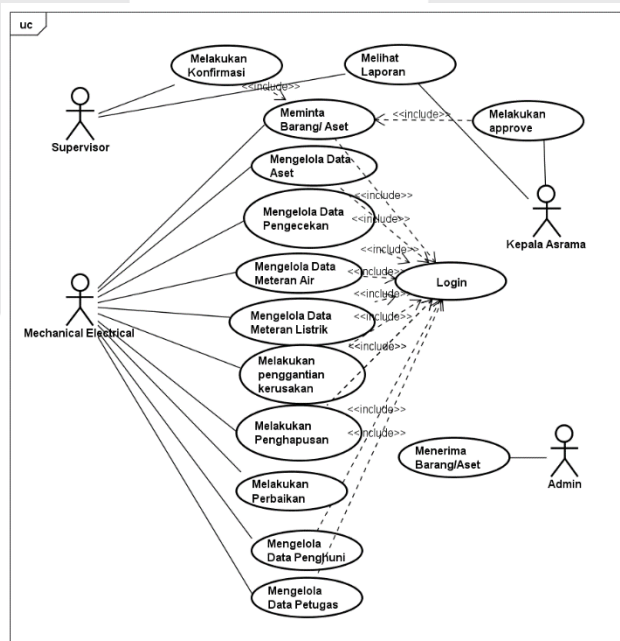 uc
Melakukan
Konfirmasi
Melihat
Laporan
<<include>>
Supervisor
Meminta
Barang/ Aset
<<include>>
Melakukan
approve
Mengelola Data
Aset
<<include>>
Mengelola Data
Pengecekan
<<include>>
Kepala Asrama
<<include>>
Mengelola Data
Meteran Air
<<include>>
Login
Mechanical Electrical
<<include>>
Mengelola Data
Meteran Listrik
<<include>>
Melakukan
penggantian
kerusakan
<<include>>
Melakukan
Penghapusan
<<include>>
<<include>>
Menerima
Barang/Aset
Admin
Melakukan
Perbaikan
Mengelola
Data Penghuni
Mengelola
Data Petugas